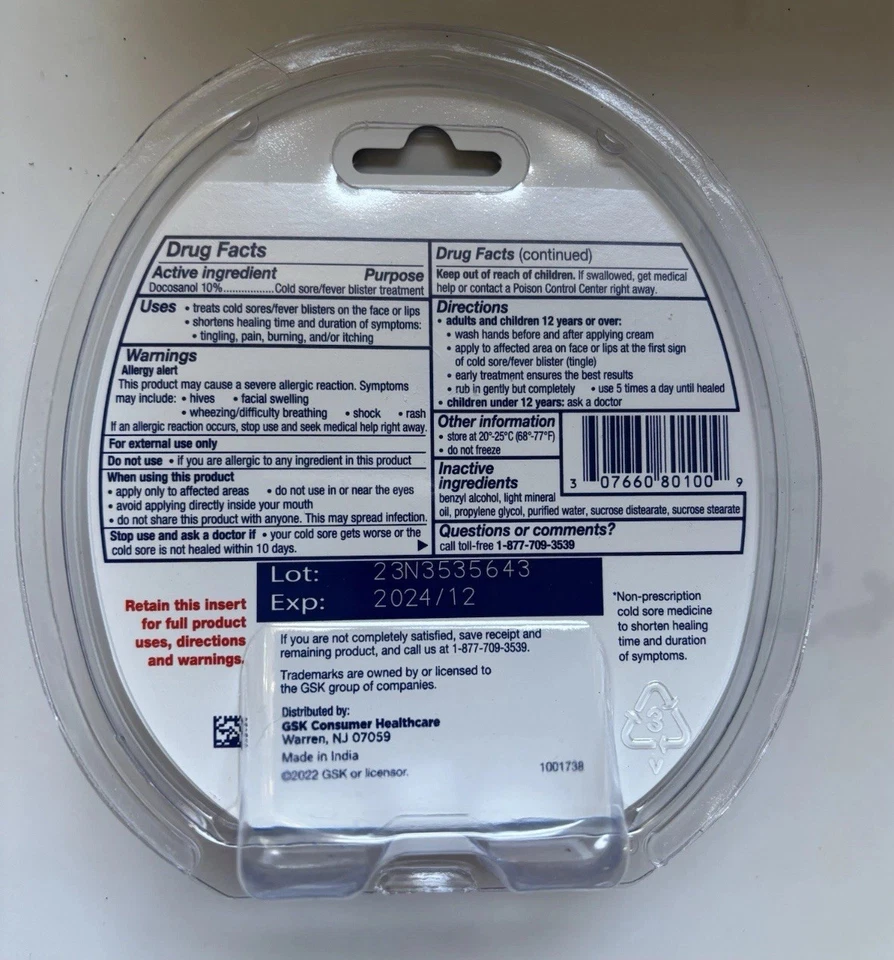 Drug Facts
Active ingredient Purpose
Docosanol 10%................Cold sore/fever blister treatment
Uses • treats cold sores/fever blisters on the face or lips
• shortens healing time and duration of symptoms:
• tingling, pain, burning, and/or itching
Warnings
Allergy alert
This product may cause a severe allergic reaction. Symptoms
may include: • hives • facial swelling
• wheezing/difficulty breathing • shock • rash
If an allergic reaction occurs, stop use and seek medical help right away.
For external use only
Do not use • if you are allergic to any ingredient in this product
When using this product
• apply only to affected areas • do not use in or near the eyes
• avoid applying directly inside your mouth
• do not share this product with anyone. This may spread infection.
Stop use and ask a doctor if • your cold sore gets worse or the
cold sore is not healed within 10 days.
Drug Facts (continued)
Keep out of reach of children. If swallowed, get medical
help or contact a Poison Control Center right away.
Directions
• adults and children 12 years or over:
• wash hands before and after applying cream
• apply to affected area on face or lips at the first sign
of cold sore/fever blister (tingle)
• early treatment ensures the best results
• rub in gently but completely • use 5 times a day until healed
• children under 12 years: ask a doctor
Other information
• store at 20°-25°C (68°-77°F)
• do not freeze
3 07660 80100 9
Inactive
ingredients
benzyl alcohol, light mineral
oil, propylene glycol, purified water, sucrose distearate, sucrose stearate
Questions or comments?
call toll-free 1-877-709-3539
Lot: 23N3535643
Exp: 2024/12
Retain this insert
for full product
uses, directions
and warnings.
*Non-prescription
cold sore medicine
to shorten healing
time and duration
of symptoms.
If you are not completely satisfied, save receipt and
remaining product, and call us at 1-877-709-3539.
Trademarks are owned by or licensed to
the GSK group of companies.
Distributed by:
GSK Consumer Healthcare
Warren, NJ 07059
Made in India
©2022 GSK or licensor.
1001738
3
V